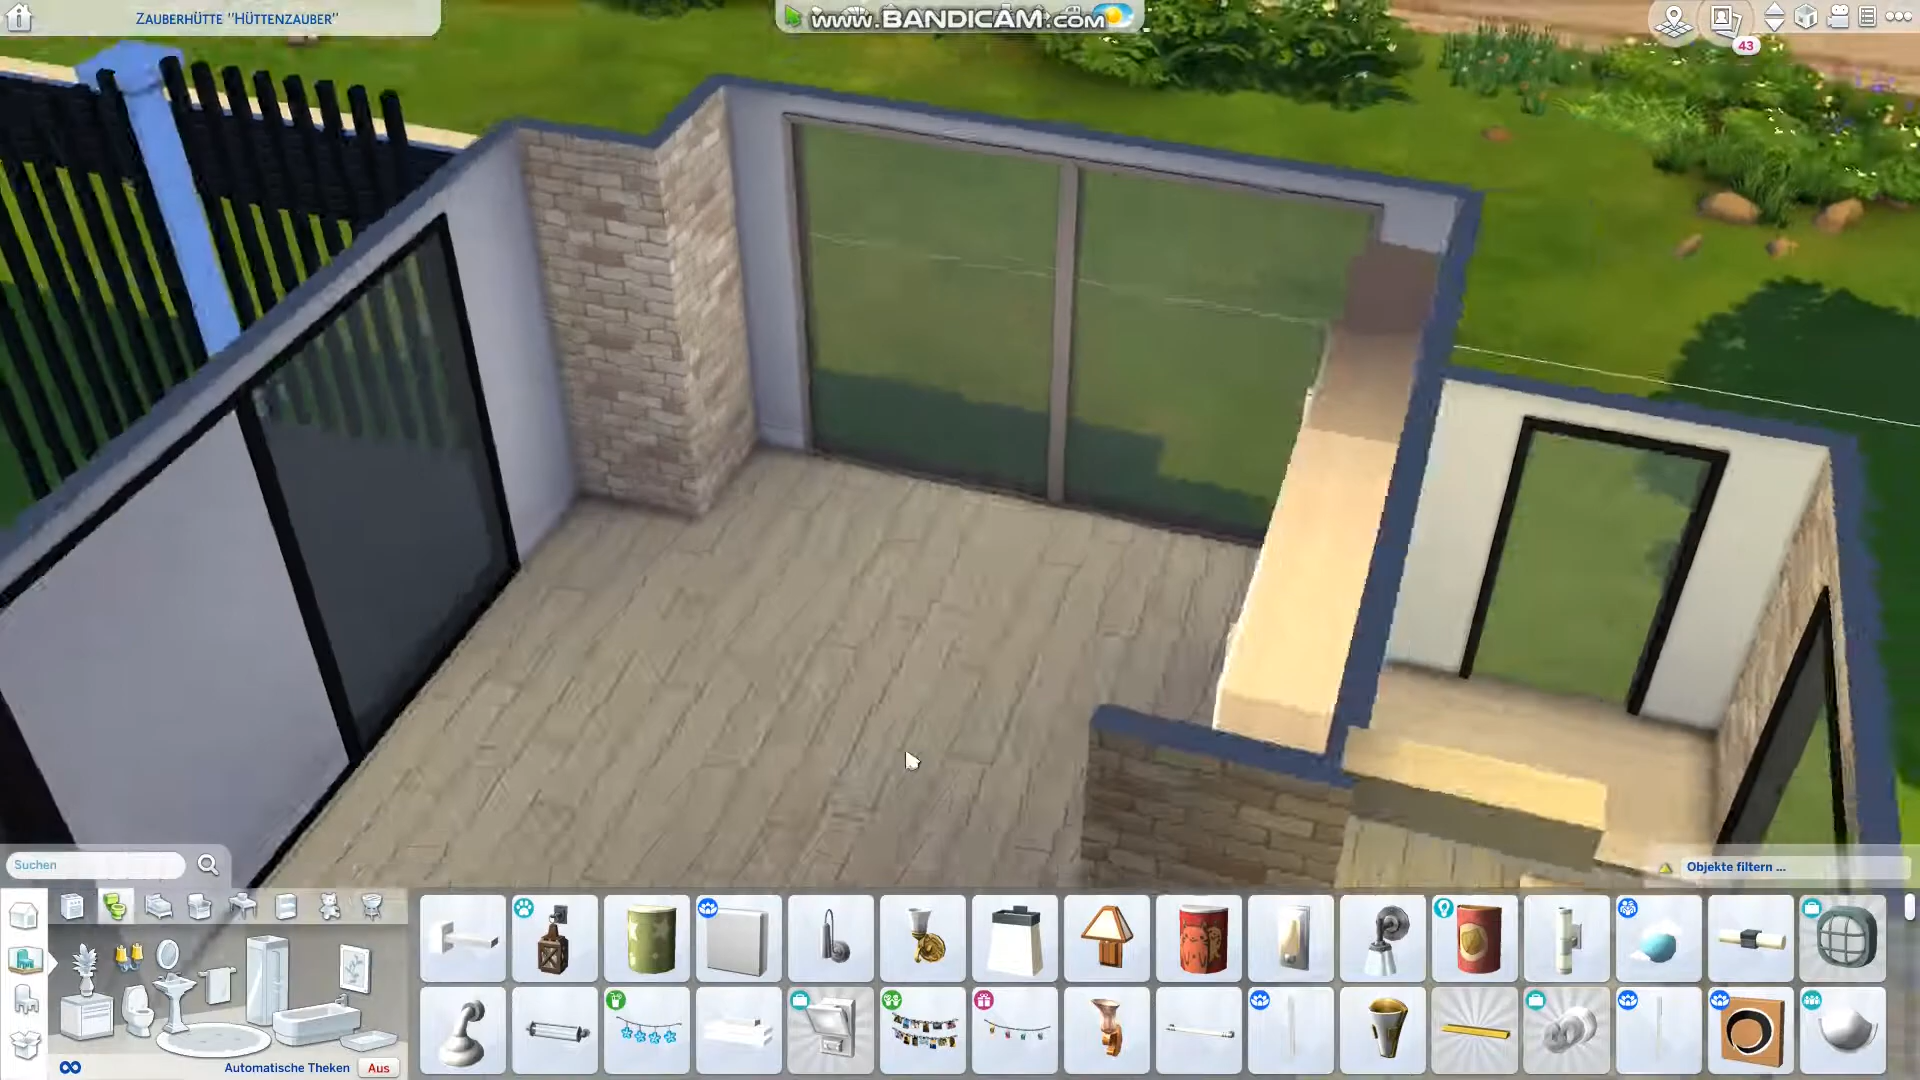 ZAUBERHÜTTE "HÜTTENZAUBER"
WWW.BANDICAM.COM
43
Suchen
Objekte filtern ...
Automatische Theken
Aus